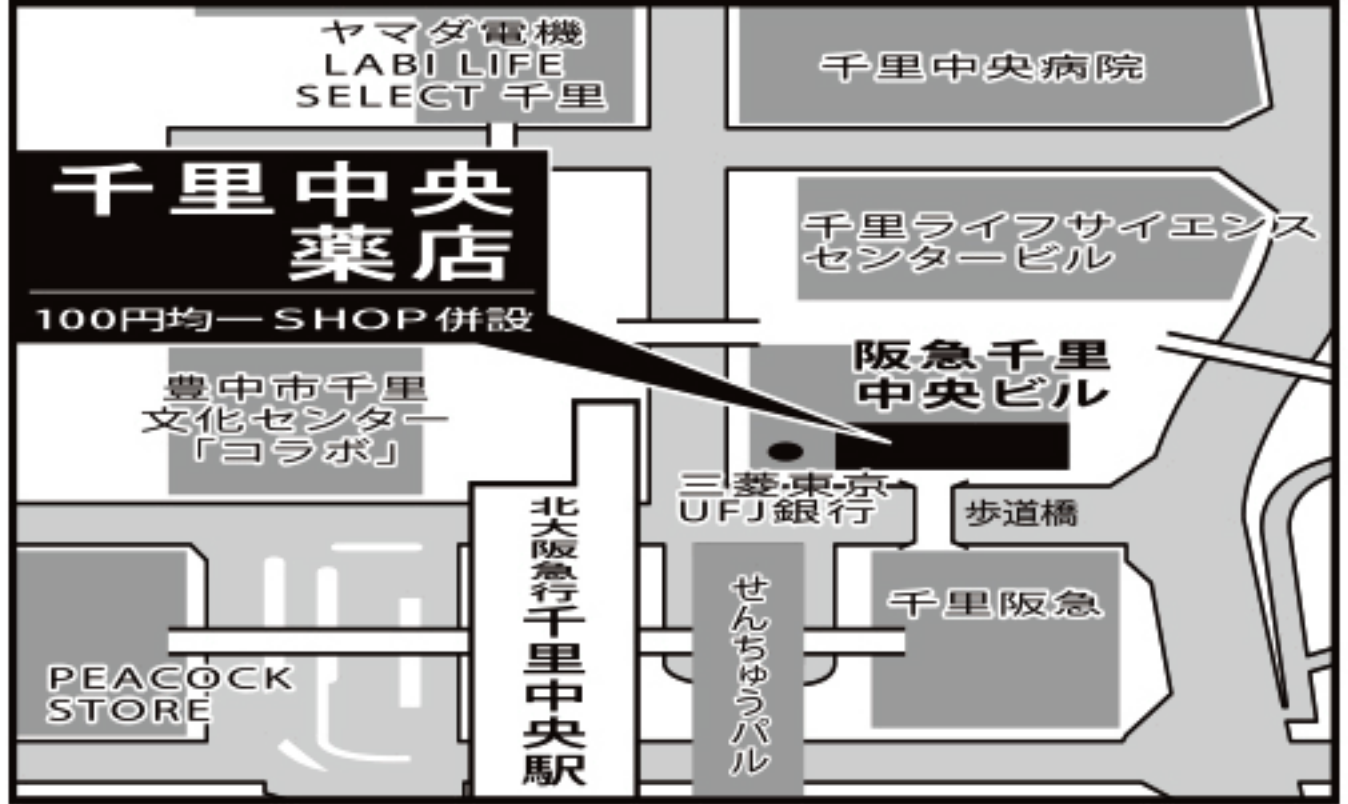 ヤマダ電機
LABI LIFE
SELECT 千里
千里中央病院
千里中央
薬店
100円均一SHOP併設
千里ライフサイエンス
センタービル
阪急千里
中央ビル
豊中市千里
文化センター
「コラボ」
三菱東京
UFJ銀行
歩道橋
北大阪急行千里中央駅
せんちゅうパル
千里阪急
PEACOCK
STORE